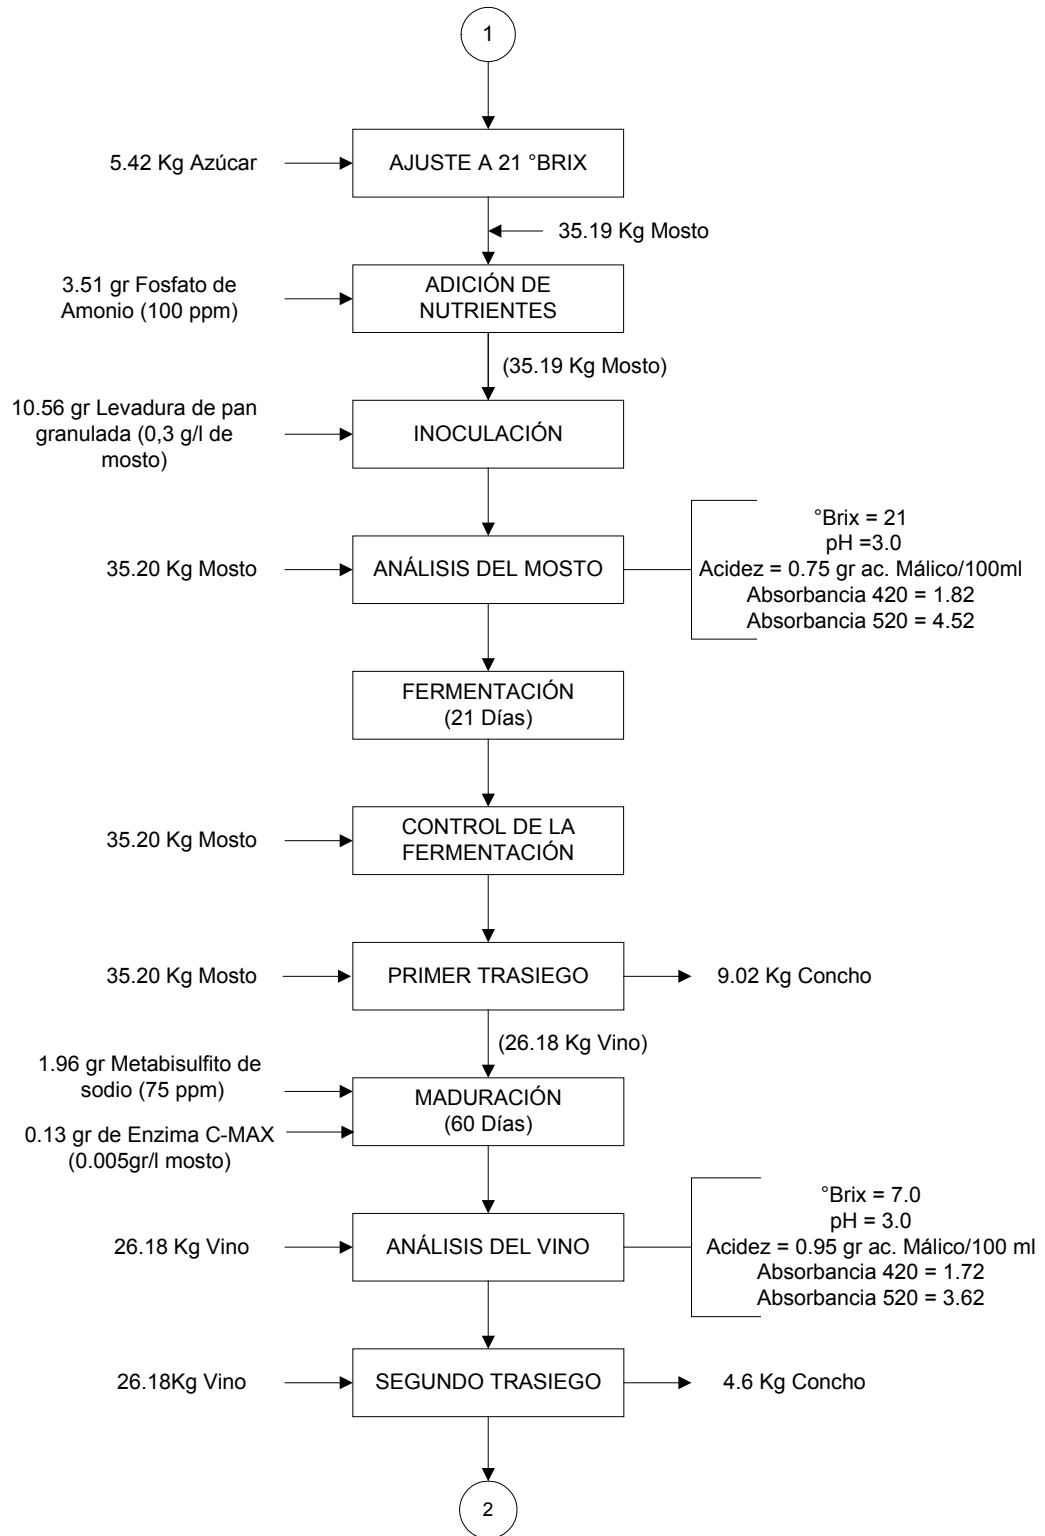 1
5.42 Kg Azúcar
AJUSTE A 21 °BRIX
35.19 Kg Mosto
3.51 gr Fosfato de
Amonio (100 ppm)
ADICIÓN DE
NUTRIENTES
(35.19 Kg Mosto)
10.56 gr Levadura de pan
granulada (0,3 g/l de
mosto)
INOCULACIÓN
35.20 Kg Mosto
ANÁLISIS DEL MOSTO
°Brix = 21
pH =3.0
Acidez = 0.75 gr ac. Málico/100ml
Absorbancia 420 = 1.82
Absorbancia 520 = 4.52
FERMENTACIÓN
(21 Días)
35.20 Kg Mosto
CONTROL DE LA
FERMENTACIÓN
35.20 Kg Mosto
PRIMER TRASIEGO
9.02 Kg Concho
(26.18 Kg Vino)
1.96 gr Metabisulfito de
sodio (75 ppm)
0.13 gr de Enzima C-MAX
(0.005gr/l mosto)
MADURACIÓN
(60 Días)
26.18 Kg Vino
ANÁLISIS DEL VINO
°Brix = 7.0
pH = 3.0
Acidez = 0.95 gr ac. Málico/100 ml
Absorbancia 420 = 1.72
Absorbancia 520 = 3.62
26.18Kg Vino
SEGUNDO TRASIEGO
4.6 Kg Concho
2